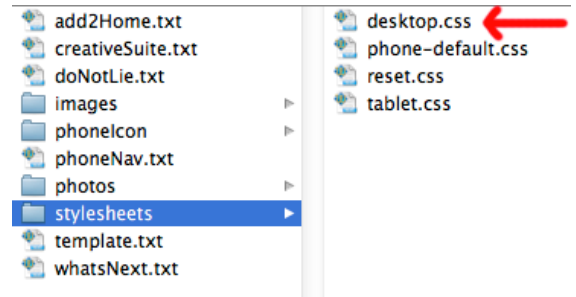 add2Home.txt
creativeSuite.txt
doNotLie.txt
images
phoneIcon
phoneNav.txt
photos
stylesheets
template.txt
whatsNext.txt
desktop.css
phone-default.css
reset.css
tablet.css